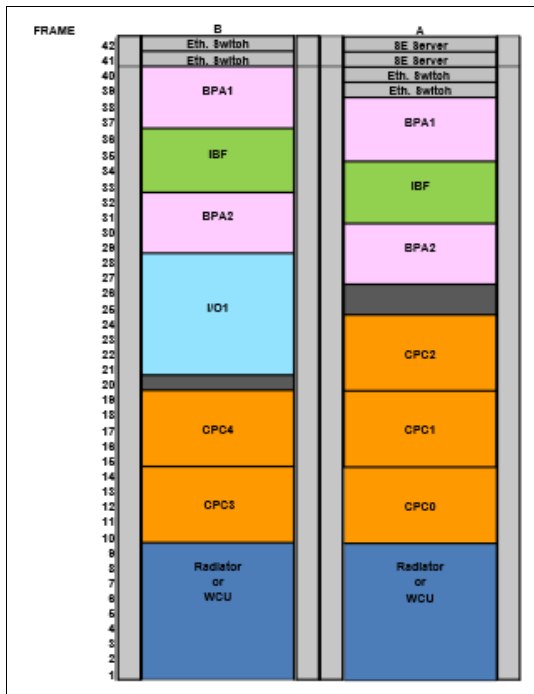 FRAME
B
A
42
41
40
39
38
37
36
35
34
33
32
31
30
29
28
27
26
25
24
23
22
21
20
19
18
17
16
15
14
13
12
11
10
9
8
7
6
5
4
3
2
1
Eth. Switch
Eth. Switch
BPA1
IBF
BPA2
I/O1
CPC4
CPC3
Radiator
or
WCU
SE Server
SE Server
Eth. Switch
Eth. Switch
BPA1
IBF
BPA2
CPC2
CPC1
CPC0
Radiator
or
WCU